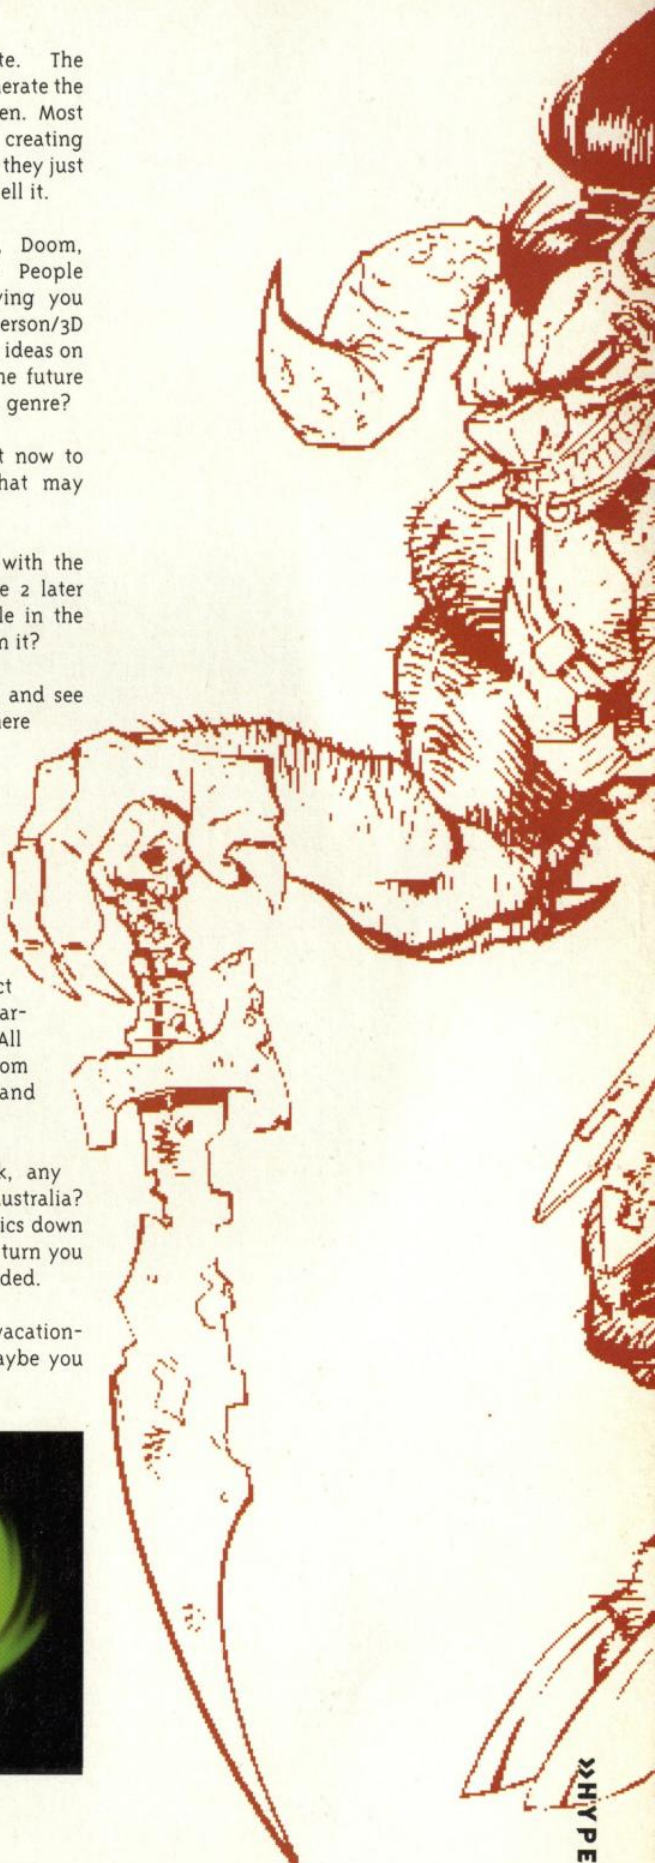 te. The
nerate the
en. Most
creating
they just
ell it.
, Doom,
People
ving you
erson/3D
ideas on
he future
genre?
t now to
hat may
with the
e 2 later
le in the
n it?
and see
here
ct
ar-
All
om
and
k, any
ustralia?
ics down
turn you
ded.
vacation-
aybe you
»HYPE